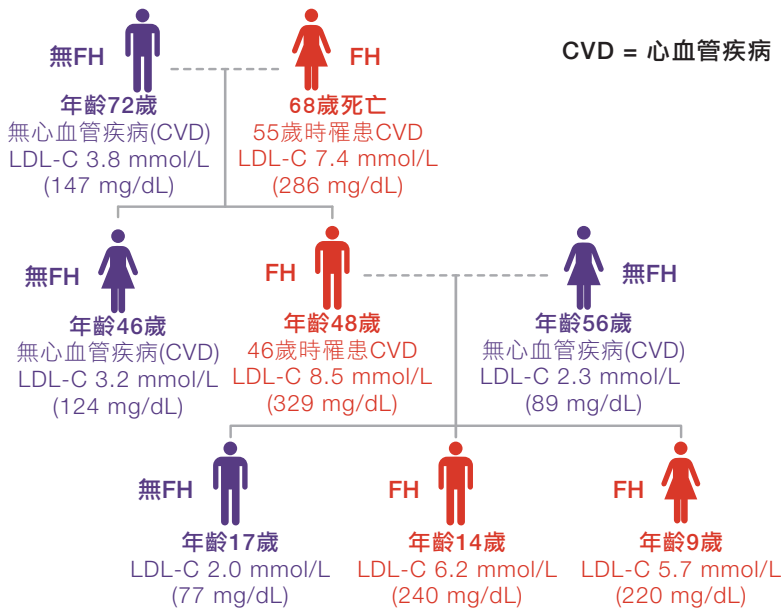 CVD = 心血管疾病
無FH
年齡72歲
無心血管疾病(CVD)
LDL-C 3.8 mmol/L
(147 mg/dL)
FH
68歲死亡
55歲時罹患CVD
LDL-C 7.4 mmol/L
(286 mg/dL)
無FH
年齡46歲
無心血管疾病(CVD)
LDL-C 3.2 mmol/L
(124 mg/dL)
FH
年齡48歲
46歲時罹患CVD
LDL-C 8.5 mmol/L
(329 mg/dL)
無FH
年齡56歲
無心血管疾病(CVD)
LDL-C 2.3 mmol/L
(89 mg/dL)
無FH
年齡17歲
LDL-C 2.0 mmol/L
(77 mg/dL)
FH
年齡14歲
LDL-C 6.2 mmol/L
(240 mg/dL)
FH
年齡9歲
LDL-C 5.7 mmol/L
(220 mg/dL)